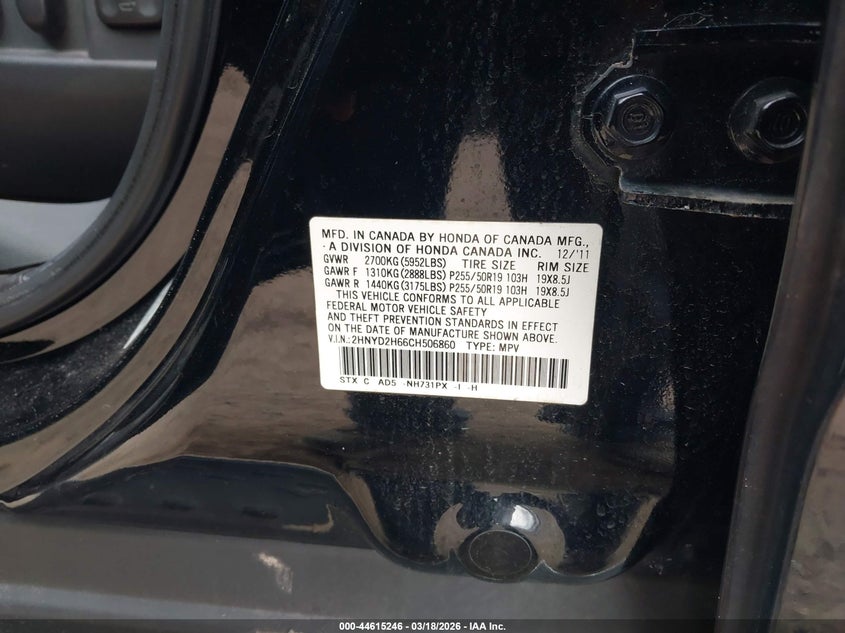 MFD. IN CANADA BY HONDA OF CANADA MFG.,
A DIVISION OF HONDA CANADA INC. 12/'11
GVWR 2700KG(5952LBS) TIRE SIZE RIM SIZE
GAWR F 1310KG(2888LBS) P255/50R19 103H 19X8.5J
GAWR R 1440KG(3175LBS) P255/50R19 103H 19X8.5J
THIS VEHICLE CONFORMS TO ALL APPLICABLE
FEDERAL MOTOR VEHICLE SAFETY
AND THEFT PREVENTION STANDARDS IN EFFECT
ON THE DATE OF MANUFACTURE SHOWN ABOVE.
V.I.N.:2HNYD2H66CH506860 TYPE: MPV
STX C AD5 -NH731PX -I -H
000-44615246 - 03/18/2026 - IAA Inc.